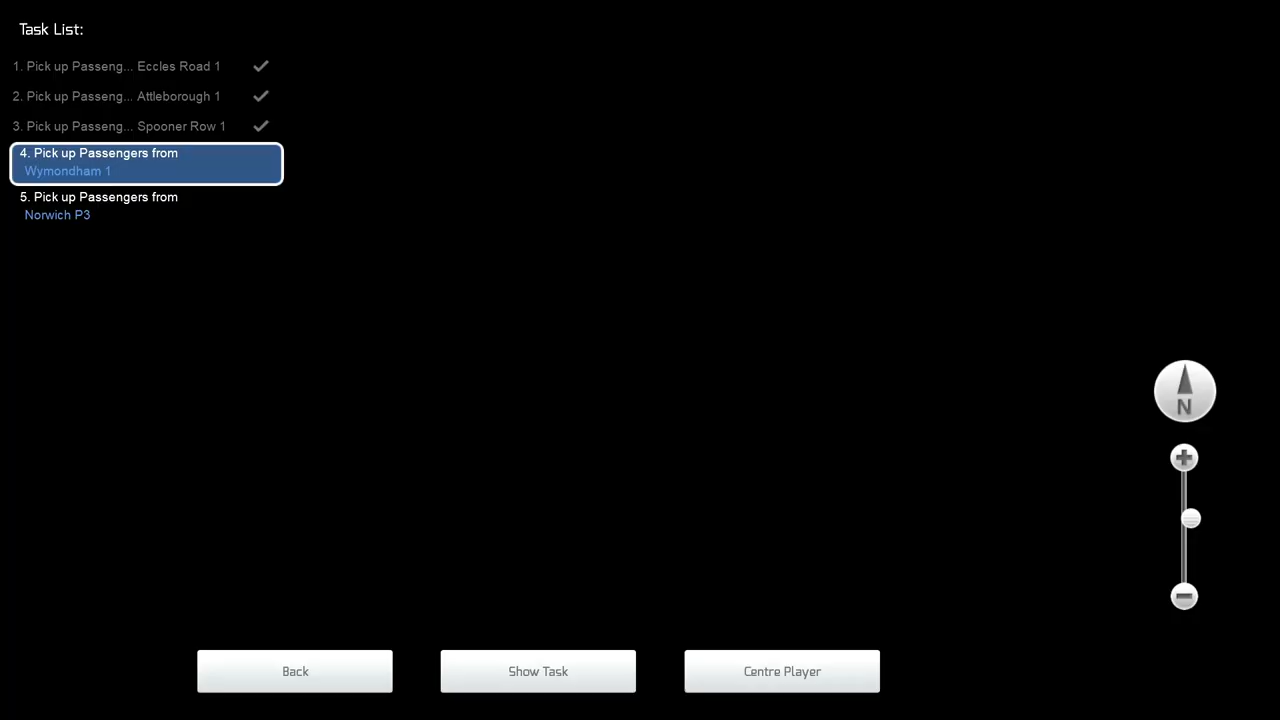 Task List:
1. Pick up Passeng... Eccles Road 1
2. Pick up Passeng... Attleborough 1
3. Pick up Passeng... Spooner Row 1
4. Pick up Passengers from
Wymondham 1
5. Pick up Passengers from
Norwich P3
N
Back
Show Task
Centre Player